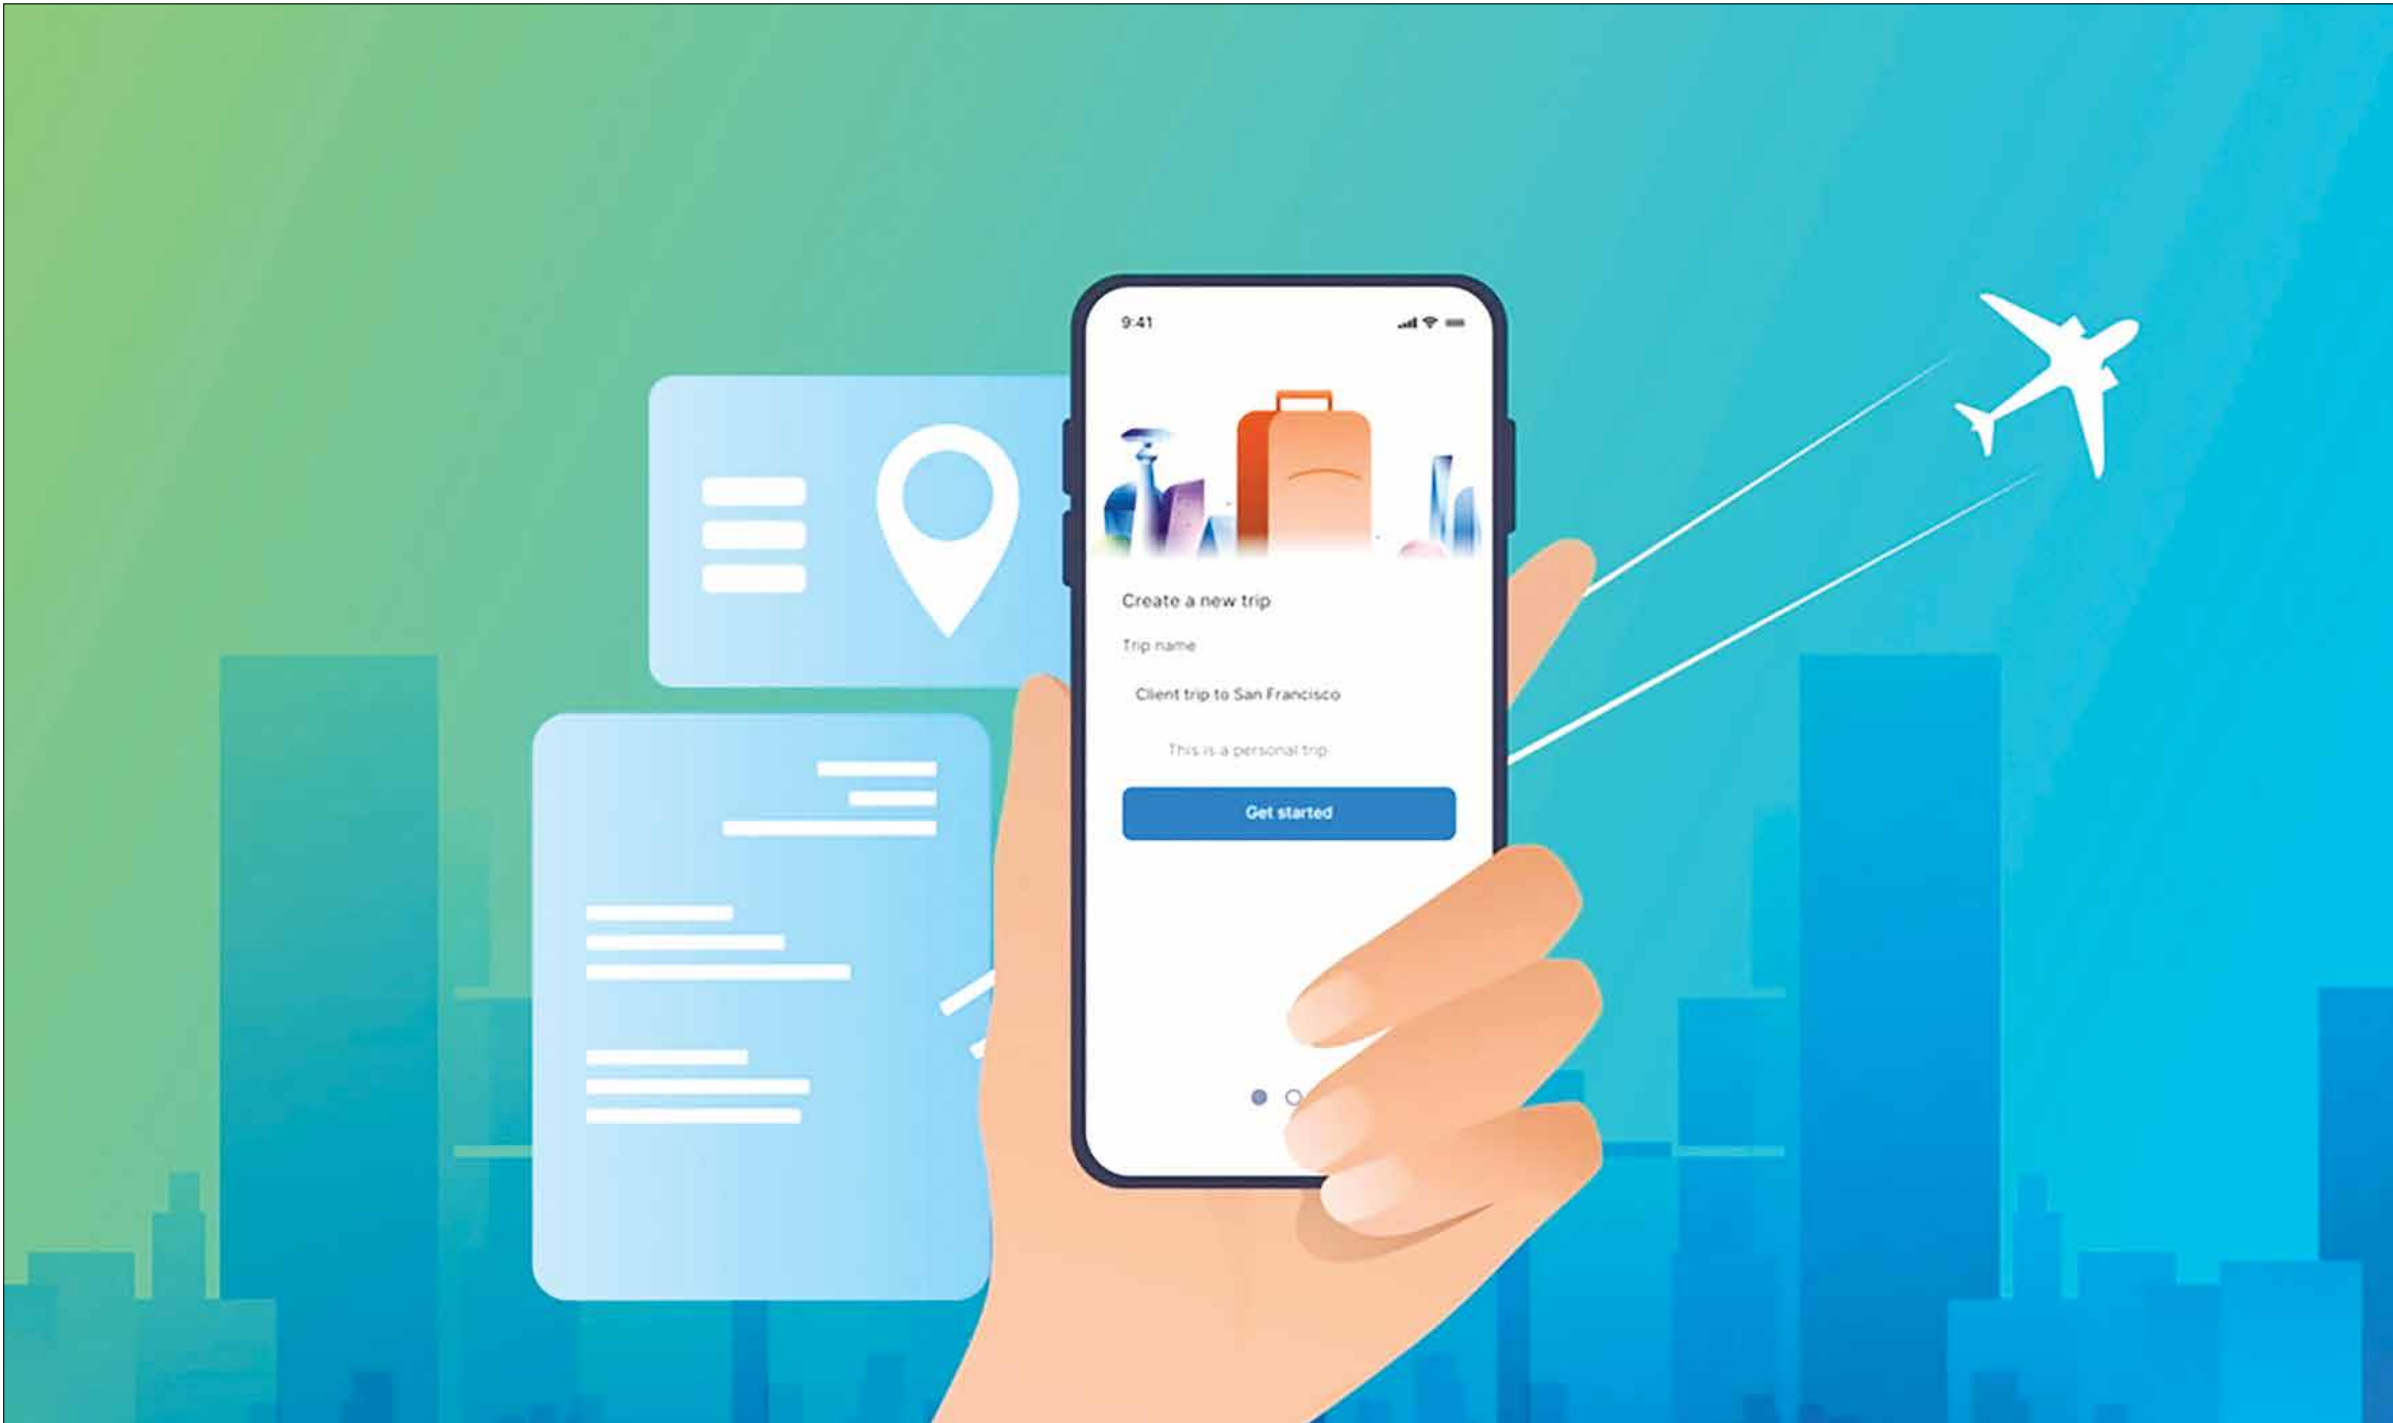 9:41
Create a new trip
Trip name
Client trip to San Francisco
This is a personal trip
Get started